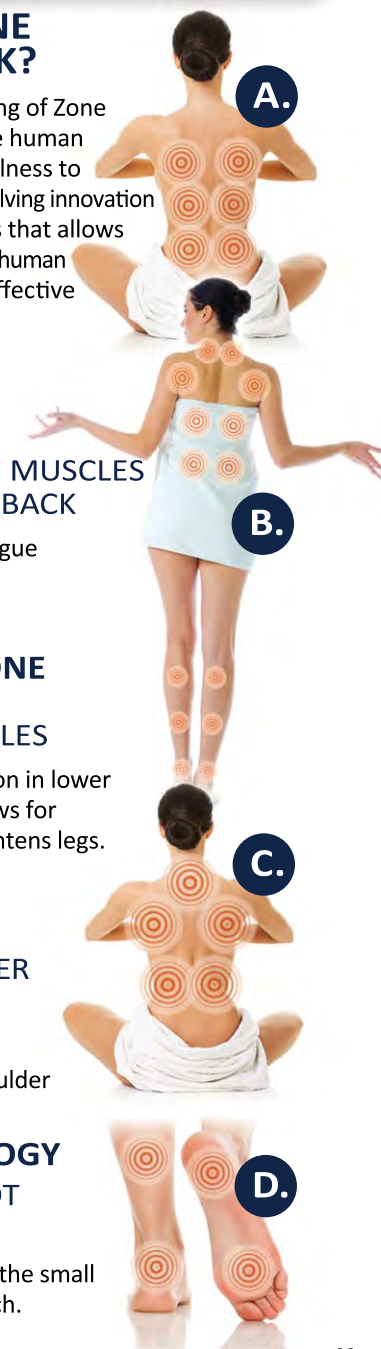 NE
K?
A.
ng of Zone
e human
lness to
lving innovation
s that allows
human
ffective
MUSCLES
BACK
B.
gue
ONE
LES
on in lower
ws for
ntens legs.
C.
ER
ulder
OGY
OT
D.
the small
ch.